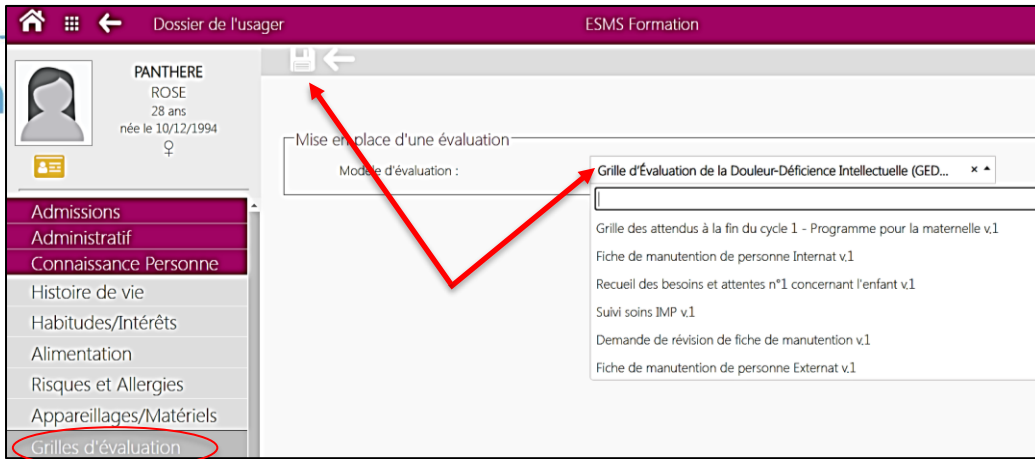 Dossier de l'usager
ESMS Formation
PANTHERE
ROSE
28 ans
née le 10/12/1994
Mise en place d'une évaluation
Modèle d'évaluation :
Grille d'Évaluation de la Douleur-Déficience Intellectuelle (GED...
Grille des attendus à la fin du cycle 1 - Programme pour la maternelle v.1
Fiche de manutention de personne Internat v.1
Recueil des besoins et attentes n°1 concernant l'enfant v.1
Suivi soins IMP v.1
Demande de révision de fiche de manutention v.1
Fiche de manutention de personne Externat v.1
Admissions
Administratif
Connaissance Personne
Histoire de vie
Habitudes/Intérêts
Alimentation
Risques et Allergies
Appareillages/Matériels
Grilles d'évaluation